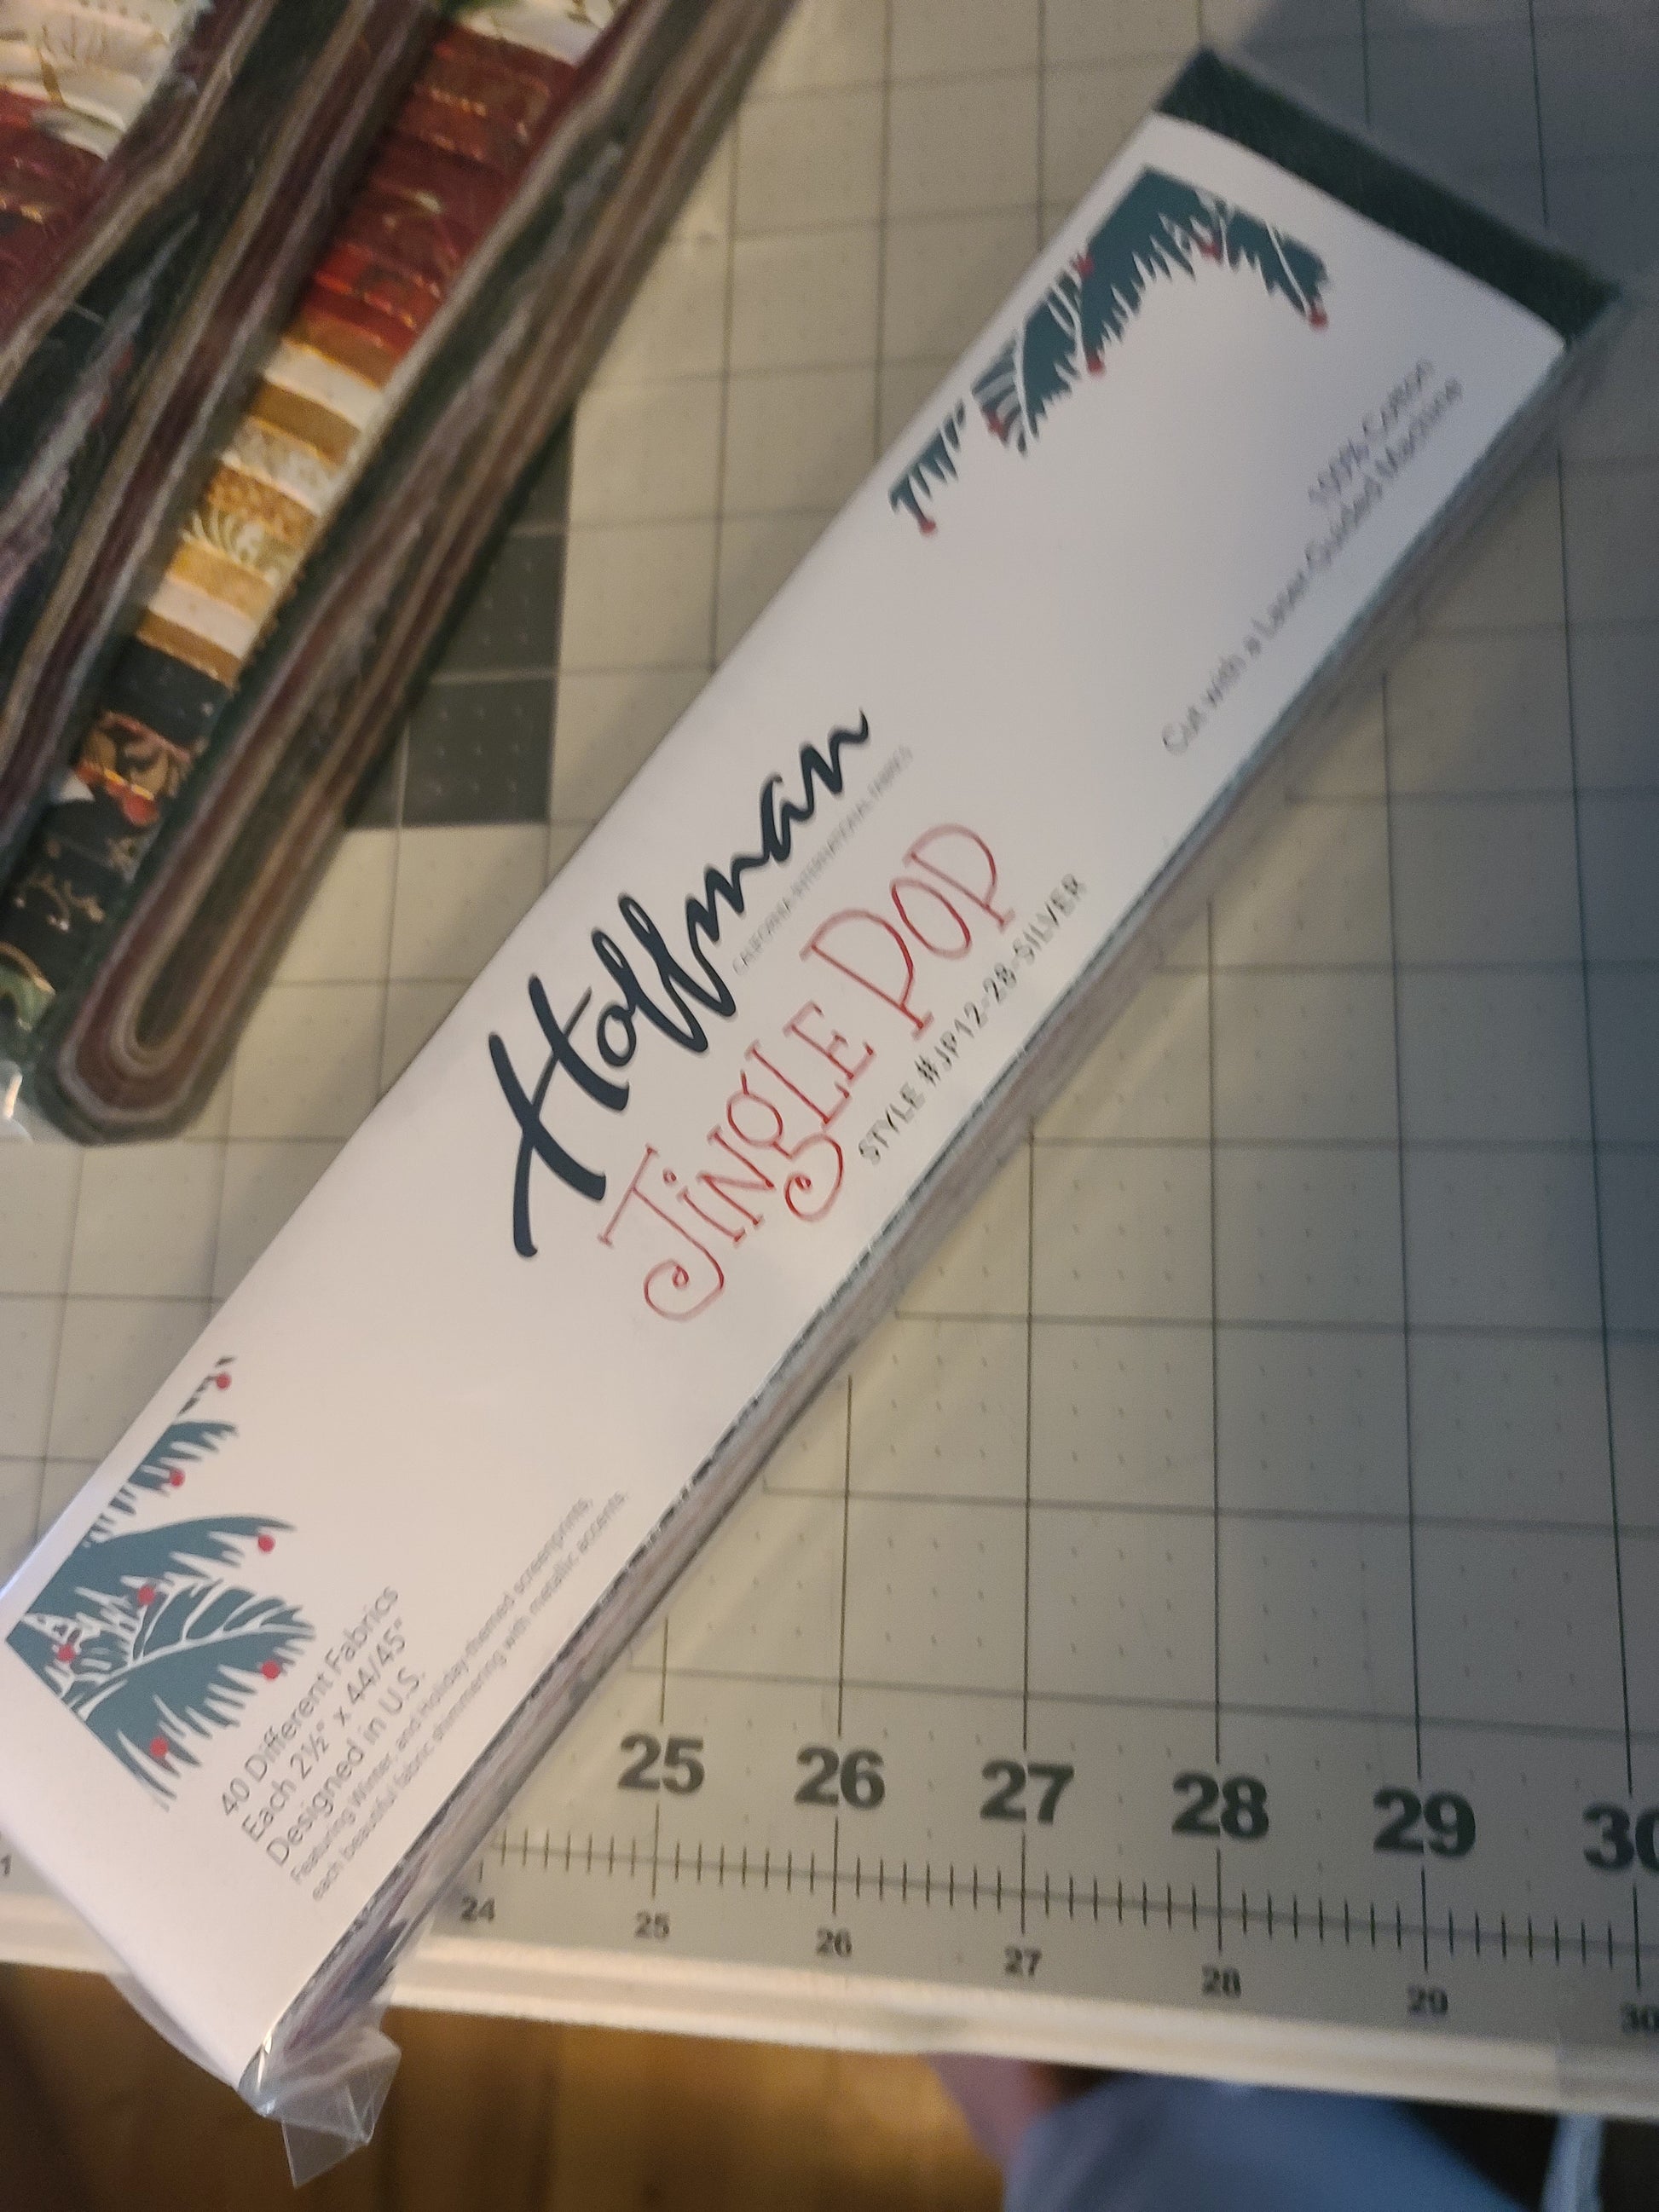 Hoffman
CALIFORNIA-INTERNATIONAL FABRICS
JINGLE POP
STYLE #JP12-28-SILVER
100% Cotton
Cut with a Laser Guided Machine
40 Different Fabrics
Each 2½" x 44/45"
Designed in U.S.
Featuring Winter, and Holiday-themed screenprints,
each beautiful fabric shimmering with metallic accents.
25 26 27 28 29 30
24 25 26 27 28 29 30